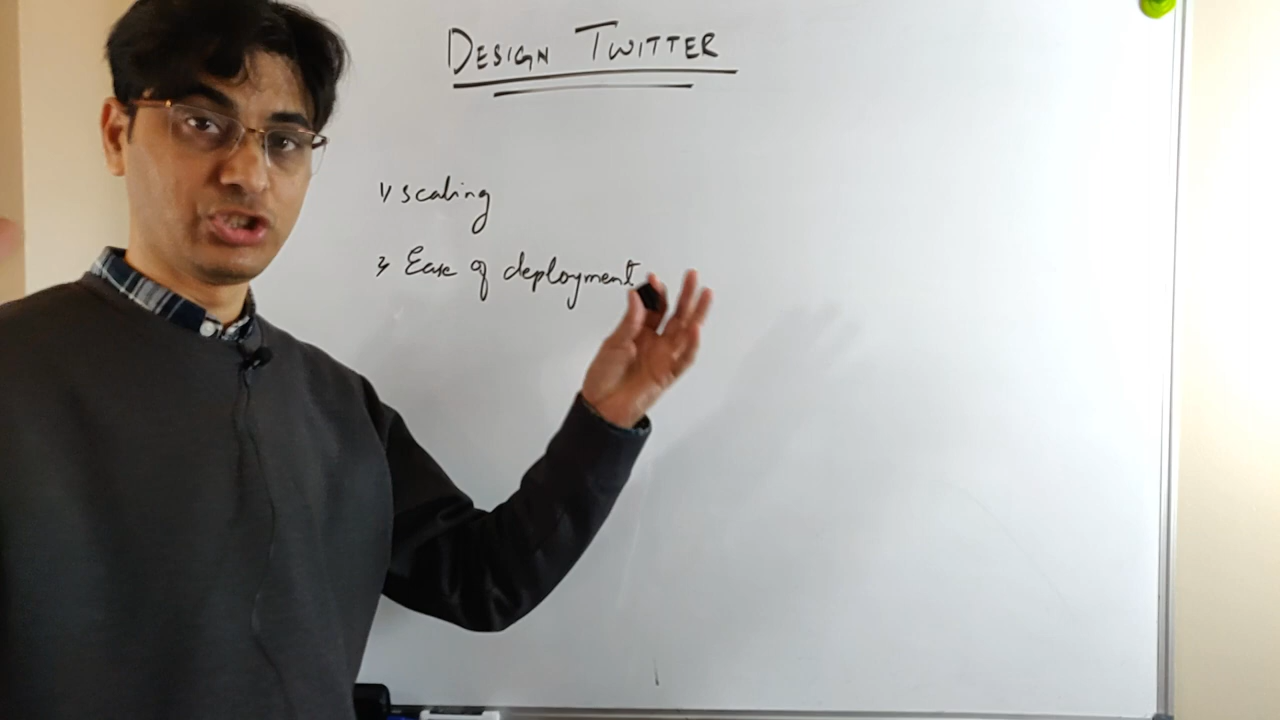 DESIGN TWITTER
1) scaling
2) Ease of deployment